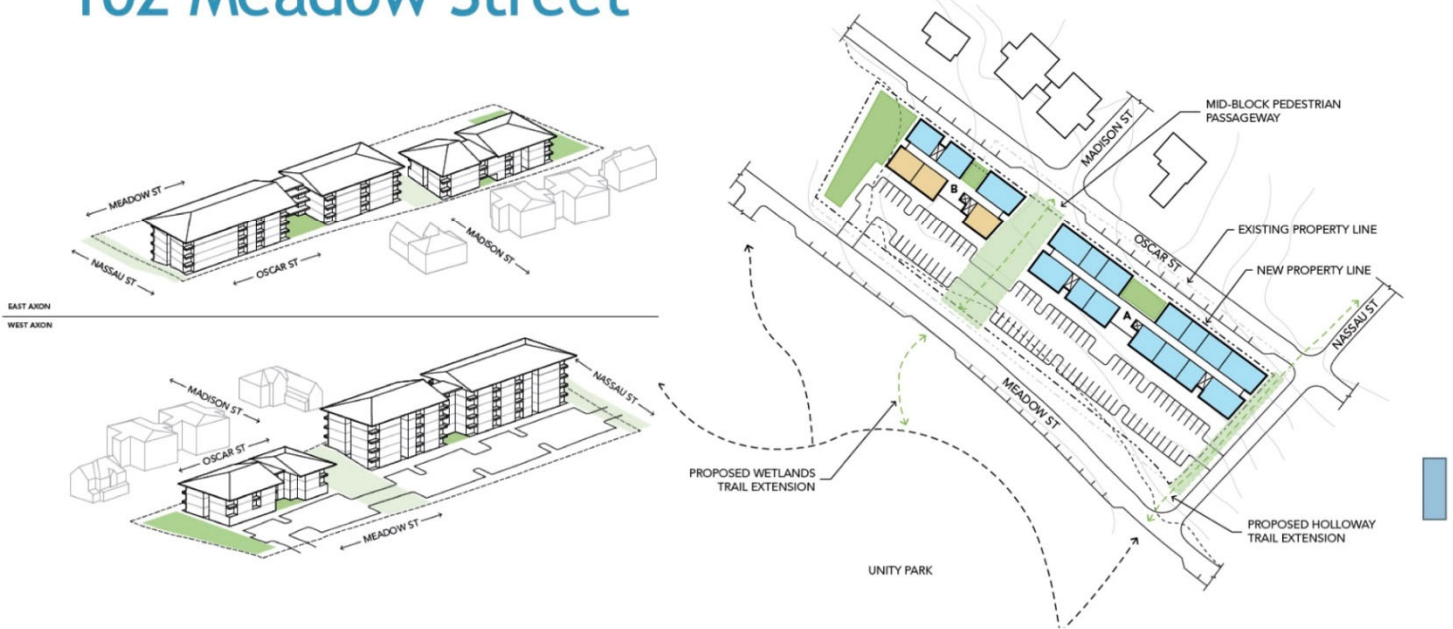 102 Meadow Street
MEADOW ST
NASSAU ST
OSCAR ST
MADISON ST
EAST AXON
WEST AXON
MADISON ST
NASSAU ST
OSCAR ST
MEADOW ST
MID-BLOCK PEDESTRIAN
PASSAGEWAY
MADISON ST
EXISTING PROPERTY LINE
OSCAR ST
NEW PROPERTY LINE
B
A
NASSAU ST
MEADOW ST
PROPOSED WETLANDS
TRAIL EXTENSION
PROPOSED HOLLOWAY
TRAIL EXTENSION
UNITY PARK